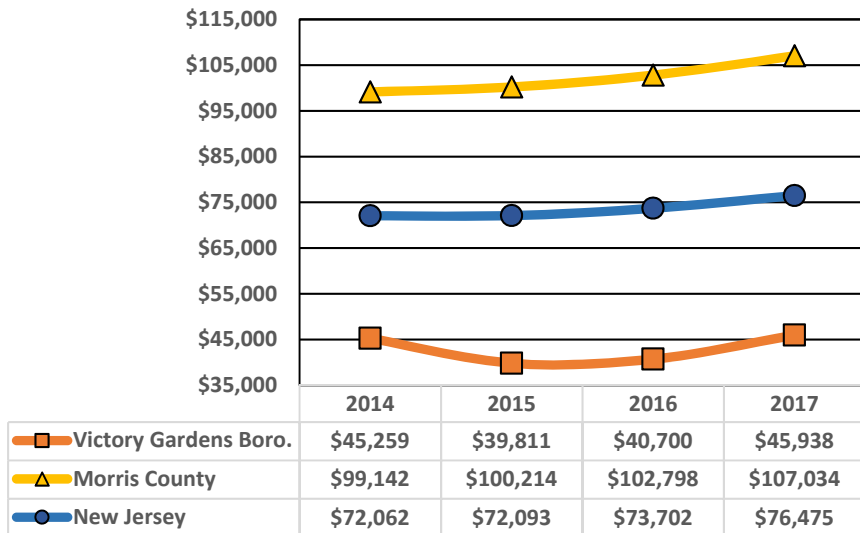 $115,000
$105,000
$95,000
$85,000
$75,000
$65,000
$55,000
$45,000
$35,000
2014 2015 2016 2017
Victory Gardens Boro. $45,259 $39,811 $40,700 $45,938
Morris County $99,142 $100,214 $102,798 $107,034
New Jersey $72,062 $72,093 $73,702 $76,475